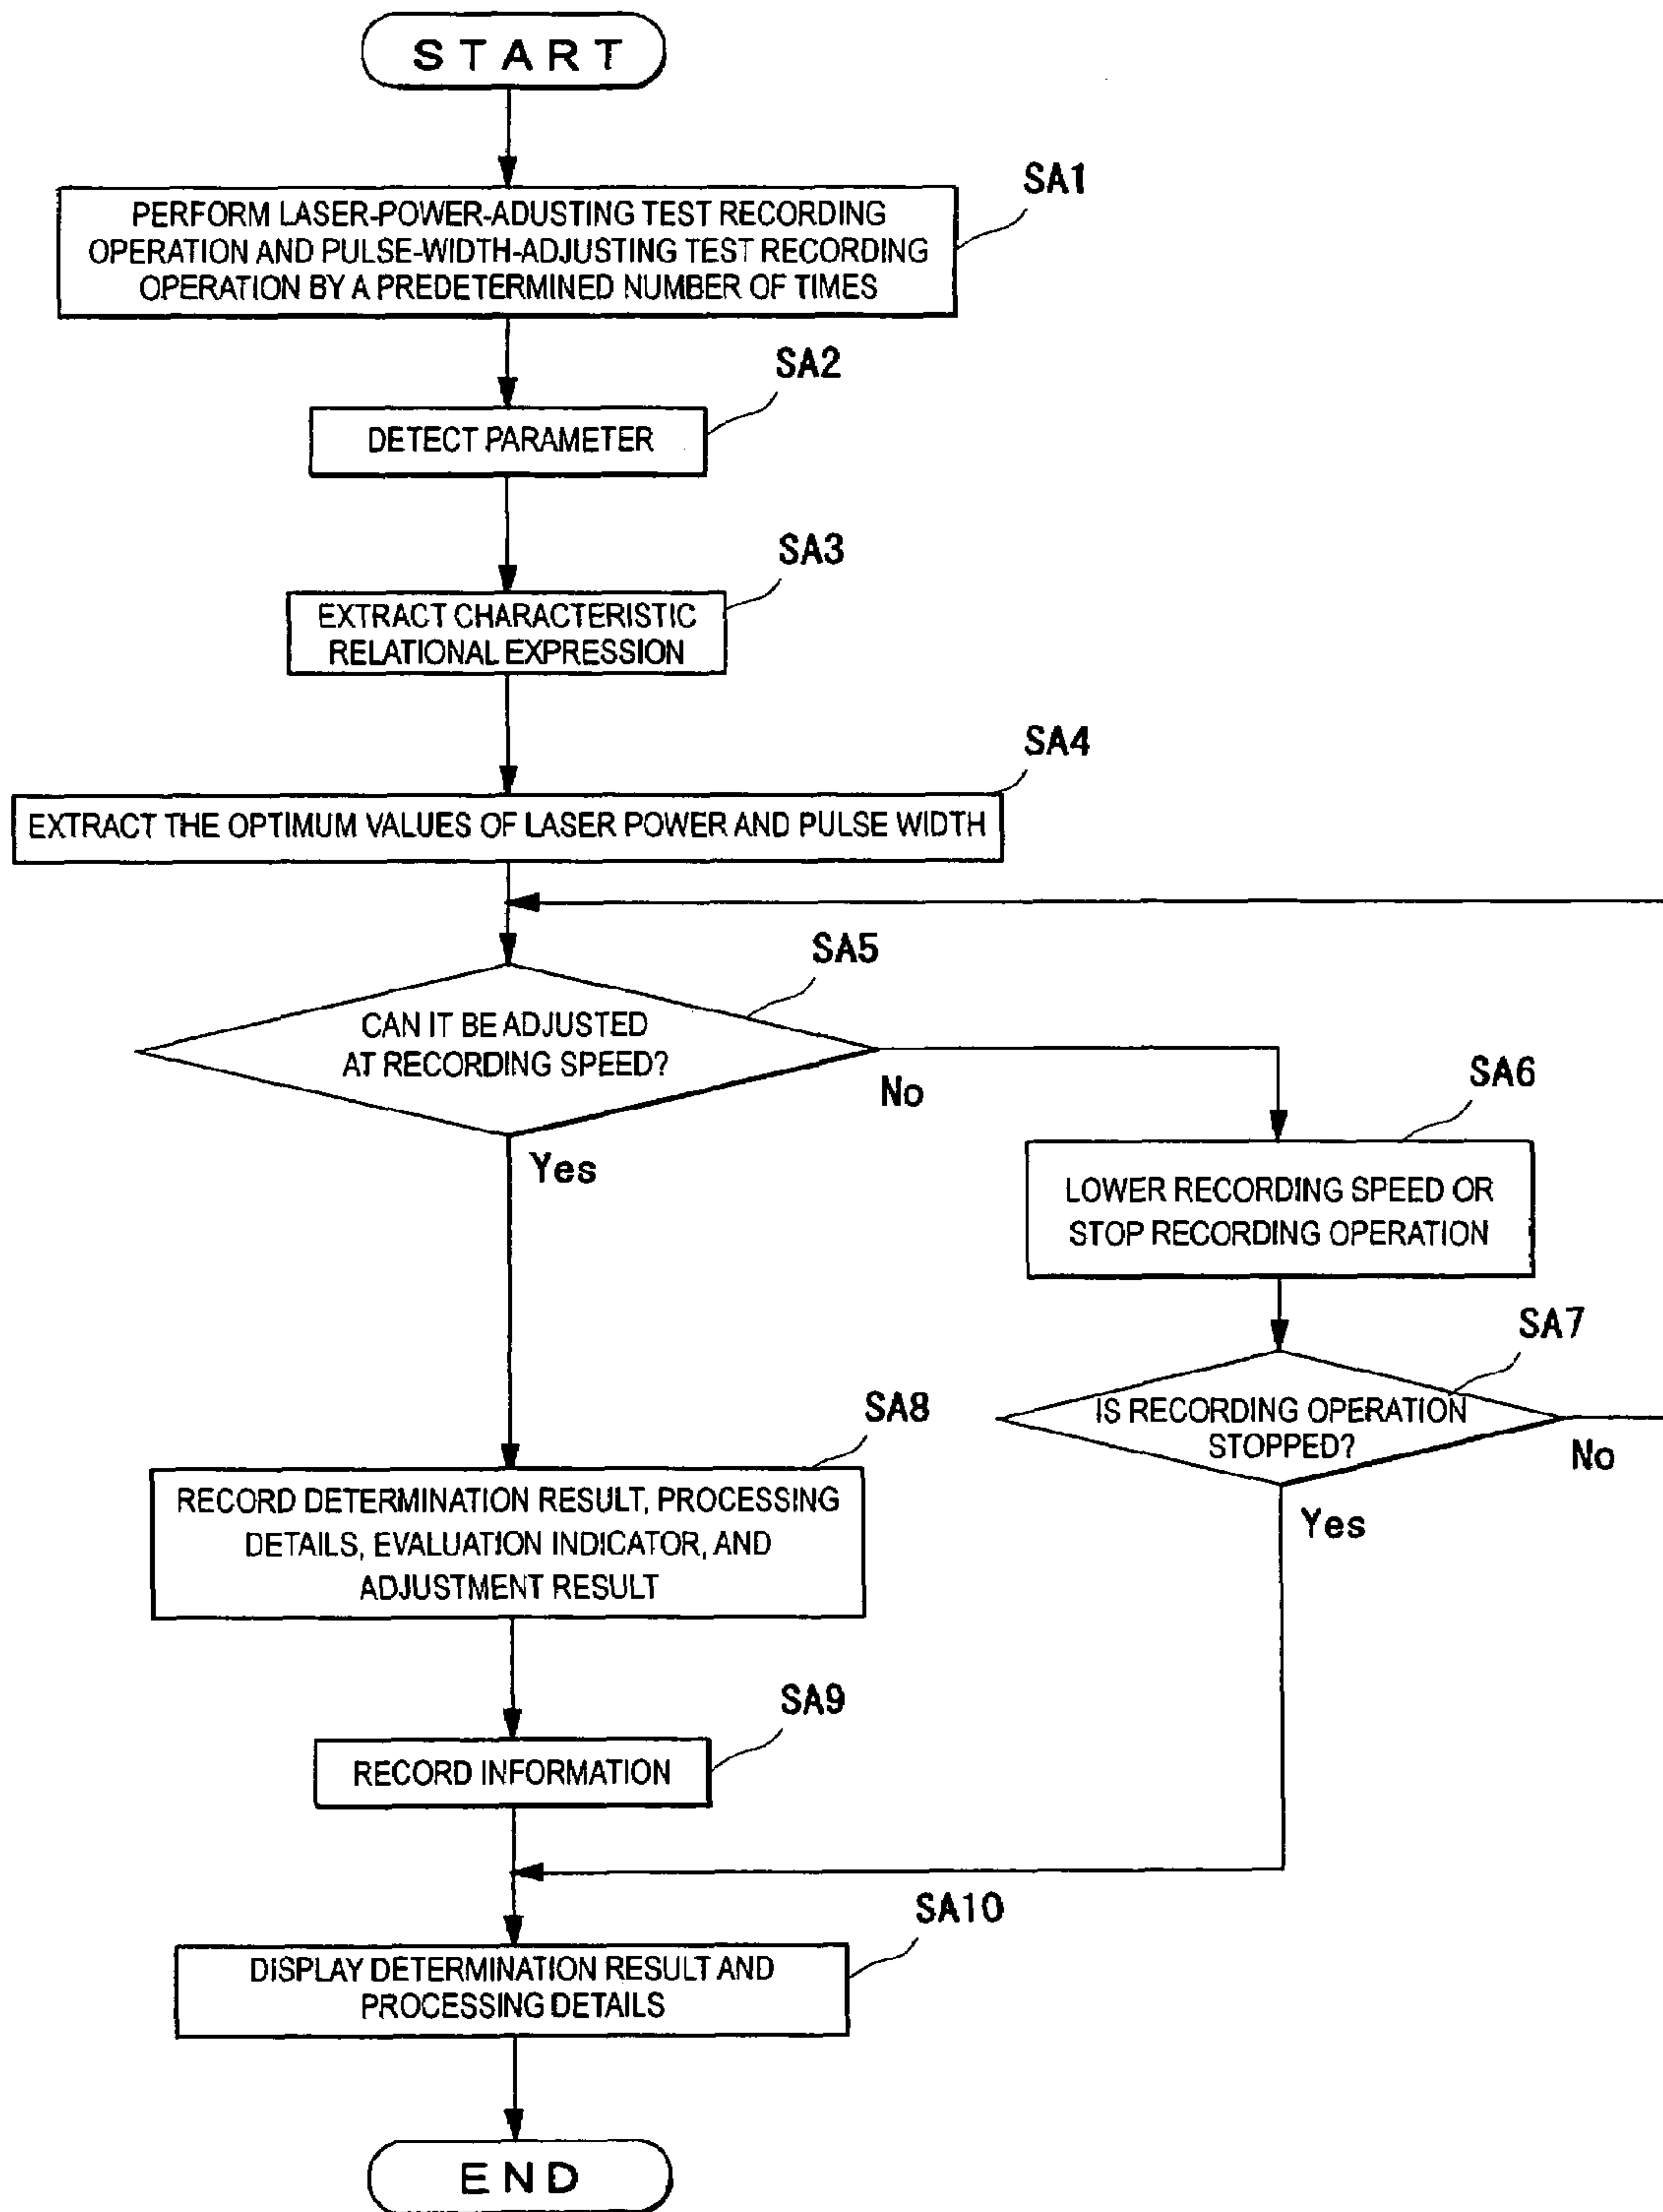 START
SA1
PERFORM LASER-POWER-ADUSTING TEST RECORDING
OPERATION AND PULSE-WIDTH-ADJUSTING TEST RECORDING
OPERATION BY A PREDETERMINED NUMBER OF TIMES
SA2
DETECT PARAMETER
SA3
EXTRACT CHARACTERISTIC
RELATIONAL EXPRESSION
SA4
EXTRACT THE OPTIMUM VALUES OF LASER POWER AND PULSE WIDTH
SA5
CAN IT BE ADJUSTED
AT RECORDING SPEED?
No
Yes
SA6
LOWER RECORDING SPEED OR
STOP RECORDING OPERATION
SA7
IS RECORDING OPERATION
STOPPED?
No
Yes
SA8
RECORD DETERMINATION RESULT, PROCESSING
DETAILS, EVALUATION INDICATOR, AND
ADJUSTMENT RESULT
SA9
RECORD INFORMATION
SA10
DISPLAY DETERMINATION RESULT AND
PROCESSING DETAILS
END